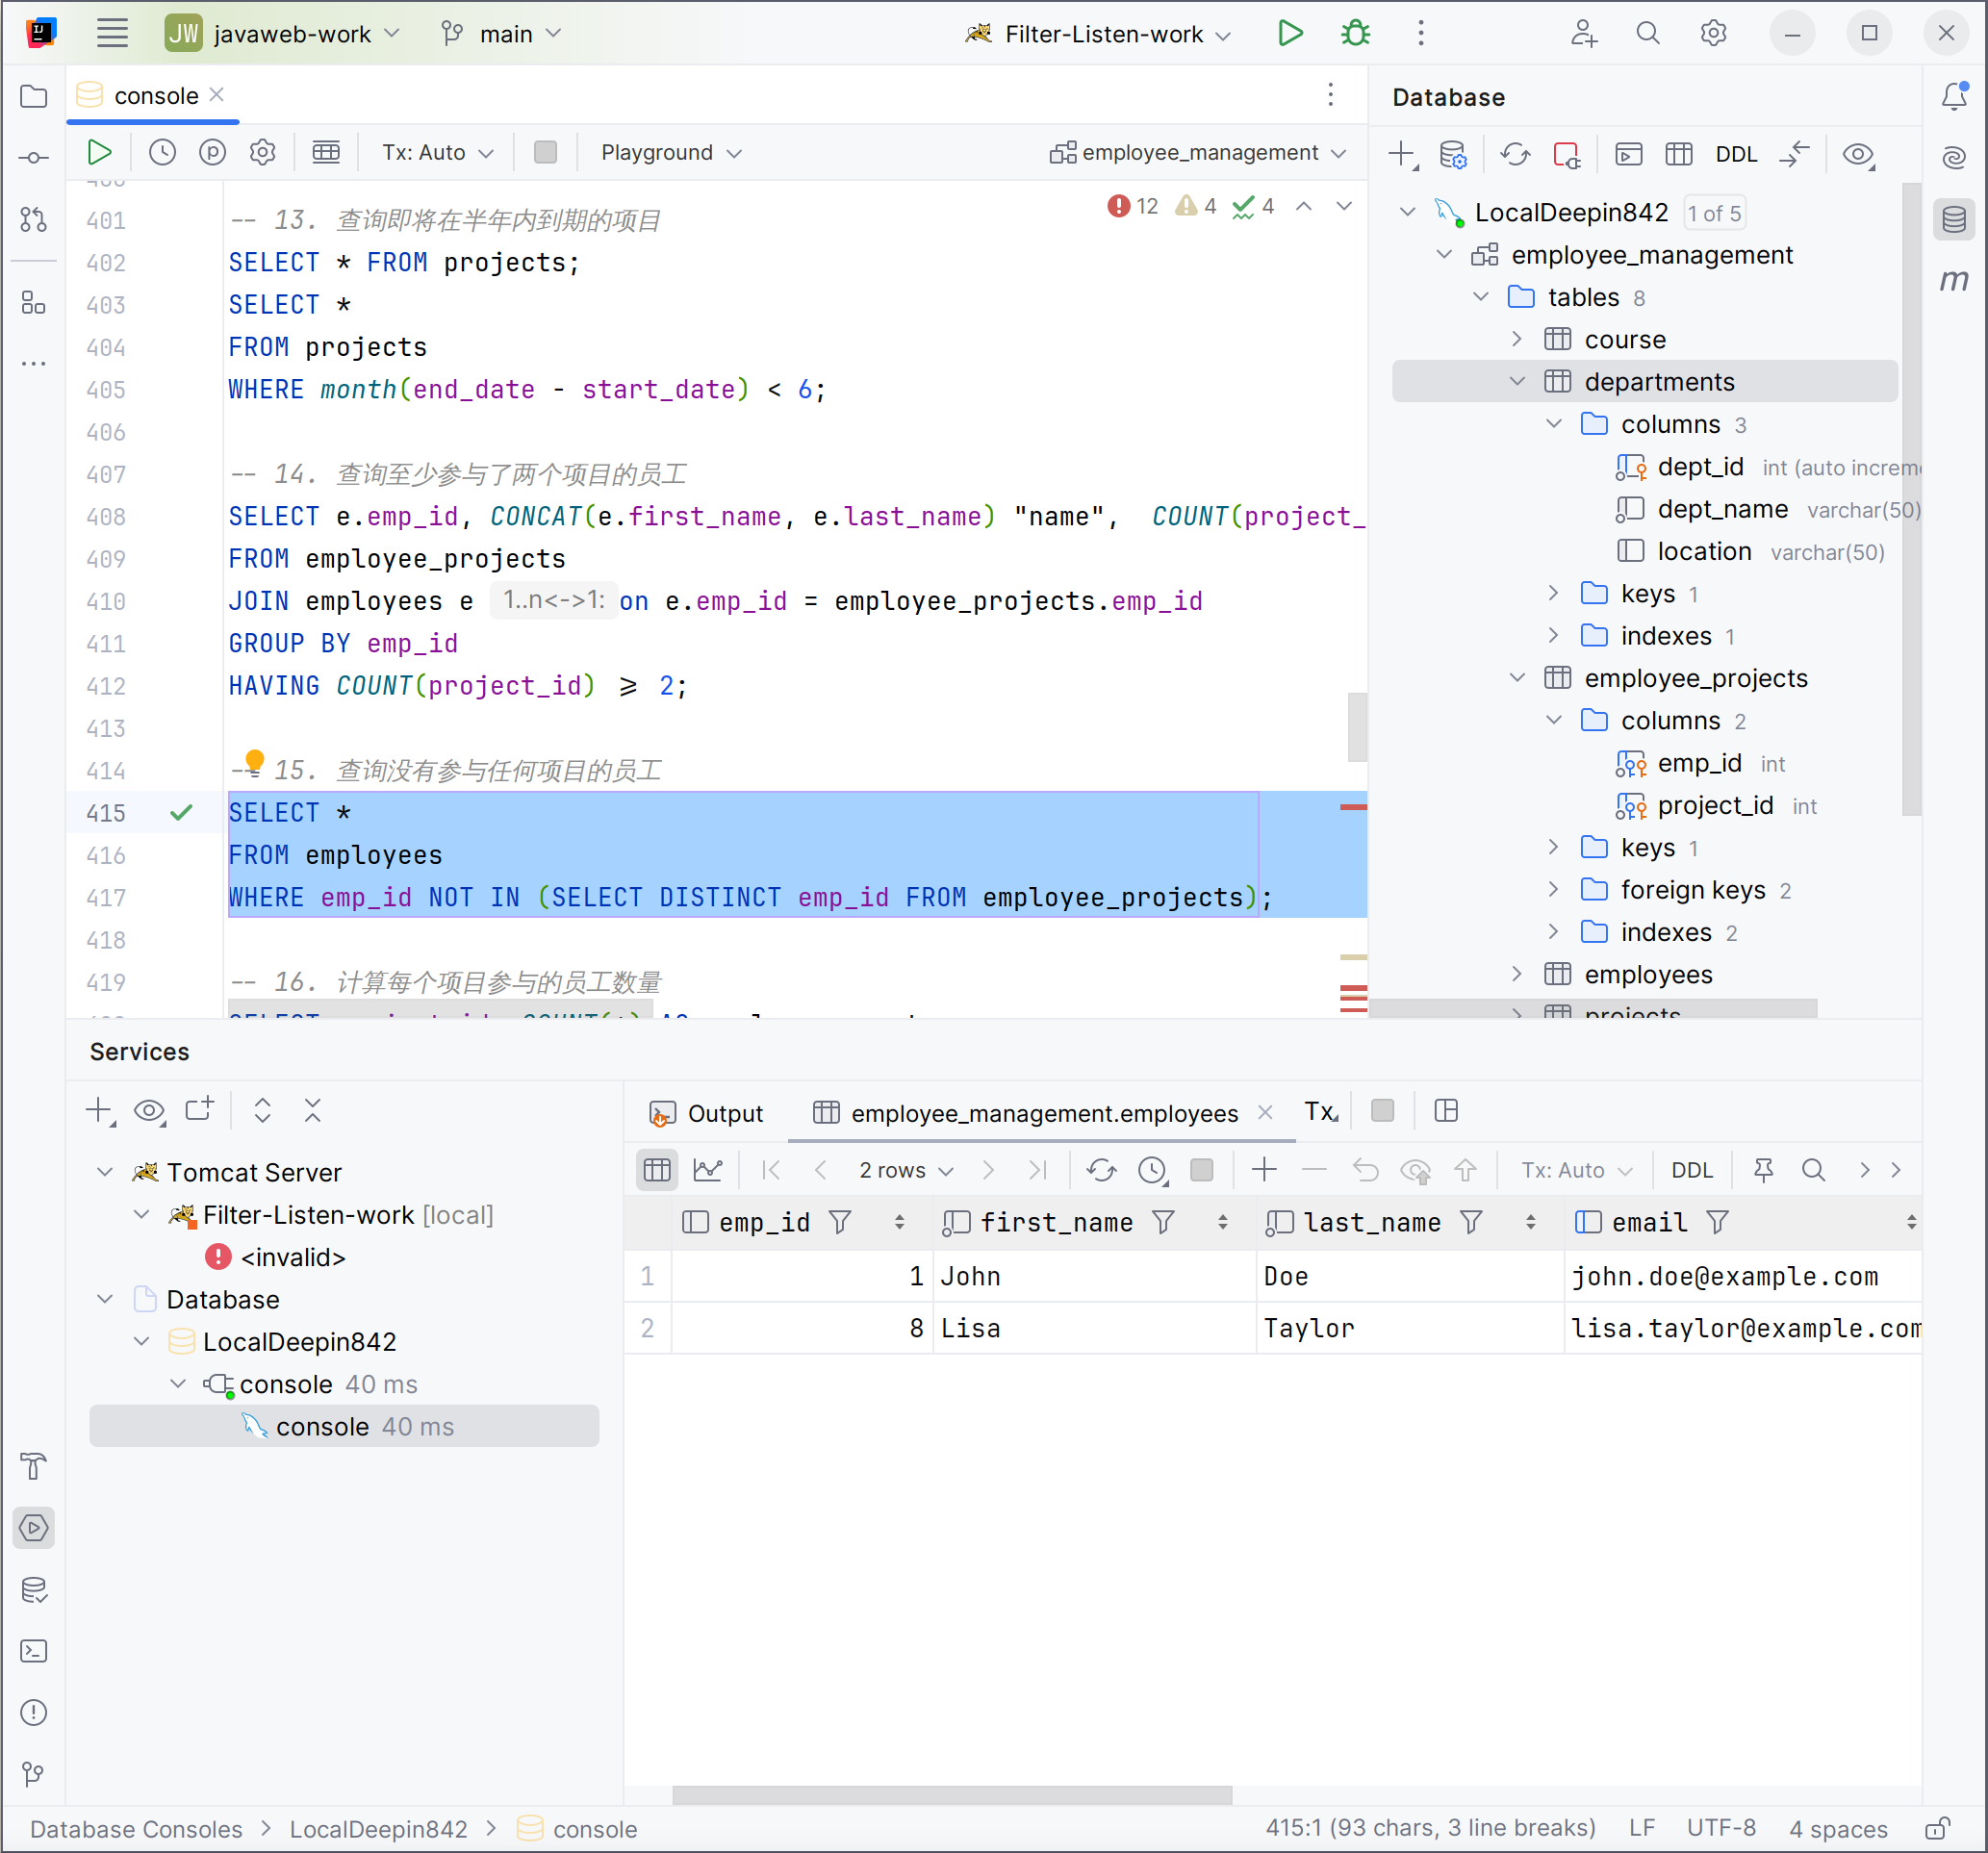 JW javaweb-work main Filter-Listen-work
console
Database
Tx: Auto Playground employee_management
DDL
12 4 4
401 -- 13. 查询即将在半年内到期的项目
402 SELECT * FROM projects;
403 SELECT *
404 FROM projects
405 WHERE month(end_date - start_date) < 6;
406
407 -- 14. 查询至少参与了两个项目的员工
408 SELECT e.emp_id, CONCAT(e.first_name, e.last_name) "name", COUNT(project_
409 FROM employee_projects
410 JOIN employees e 1..n<->1: on e.emp_id = employee_projects.emp_id
411 GROUP BY emp_id
412 HAVING COUNT(project_id) >= 2;
413
414 -- 15. 查询没有参与任何项目的员工
415 SELECT *
416 FROM employees
417 WHERE emp_id NOT IN (SELECT DISTINCT emp_id FROM employee_projects);
418
419 -- 16. 计算每个项目参与的员工数量
LocalDeepin842 1 of 5
employee_management
tables 8
course
departments
columns 3
dept_id int (auto increm
dept_name varchar(50)
location varchar(50)
keys 1
indexes 1
employee_projects
columns 2
emp_id int
project_id int
keys 1
foreign keys 2
indexes 2
employees
projects
m
Services
Tomcat Server
Filter-Listen-work [local]
<invalid>
Database
LocalDeepin842
console 40 ms
console 40 ms
Output employee_management.employees Tx
2 rows Tx: Auto DDL
emp_id first_name last_name email
1 1 John Doe john.doe@example.com
2 8 Lisa Taylor lisa.taylor@example.com
Database Consoles LocalDeepin842 console
415:1 (93 chars, 3 line breaks) LF UTF-8 4 spaces